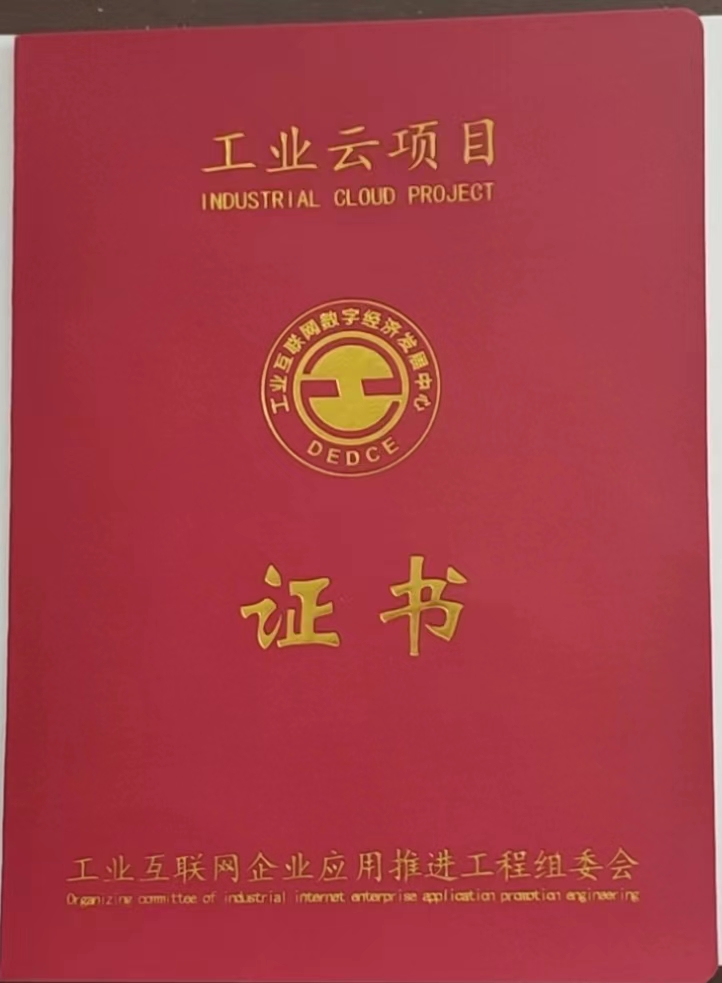 工业云项目
INDUSTRIAL CLOUD PROJECT
工业互联网数字经济发展中心
DEDCE
证书
工业互联网企业应用推进工程组委会
Organizing committee of industrial internet enterprise application promotion engineering